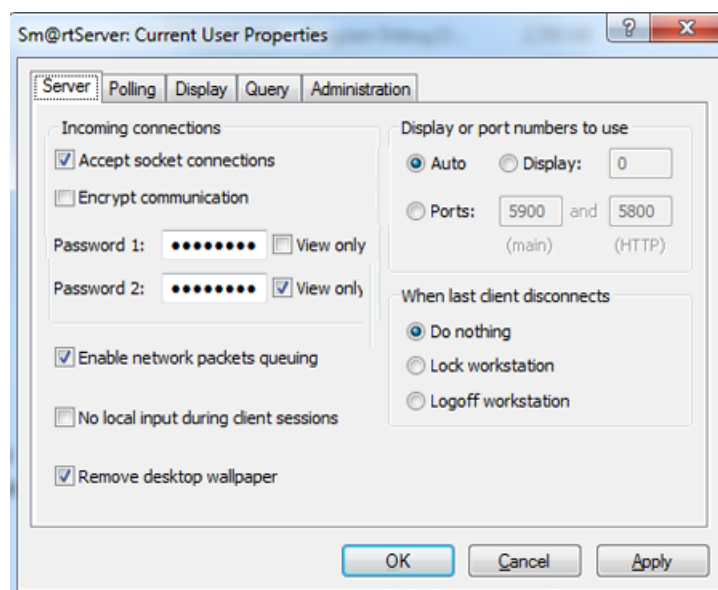 Sm@rtServer: Current User Properties
?
X
Server Polling Display Query Administration
Incoming connections
Accept socket connections
Encrypt communication
Password 1: ●●●●●●●● View only
Password 2: ●●●●●●●● View only
Enable network packets queuing
No local input during client sessions
Remove desktop wallpaper
Display or port numbers to use
Auto Display: 0
Ports: 5900 and 5800
(main) (HTTP)
When last client disconnects
Do nothing
Lock workstation
Logoff workstation
OK Cancel Apply